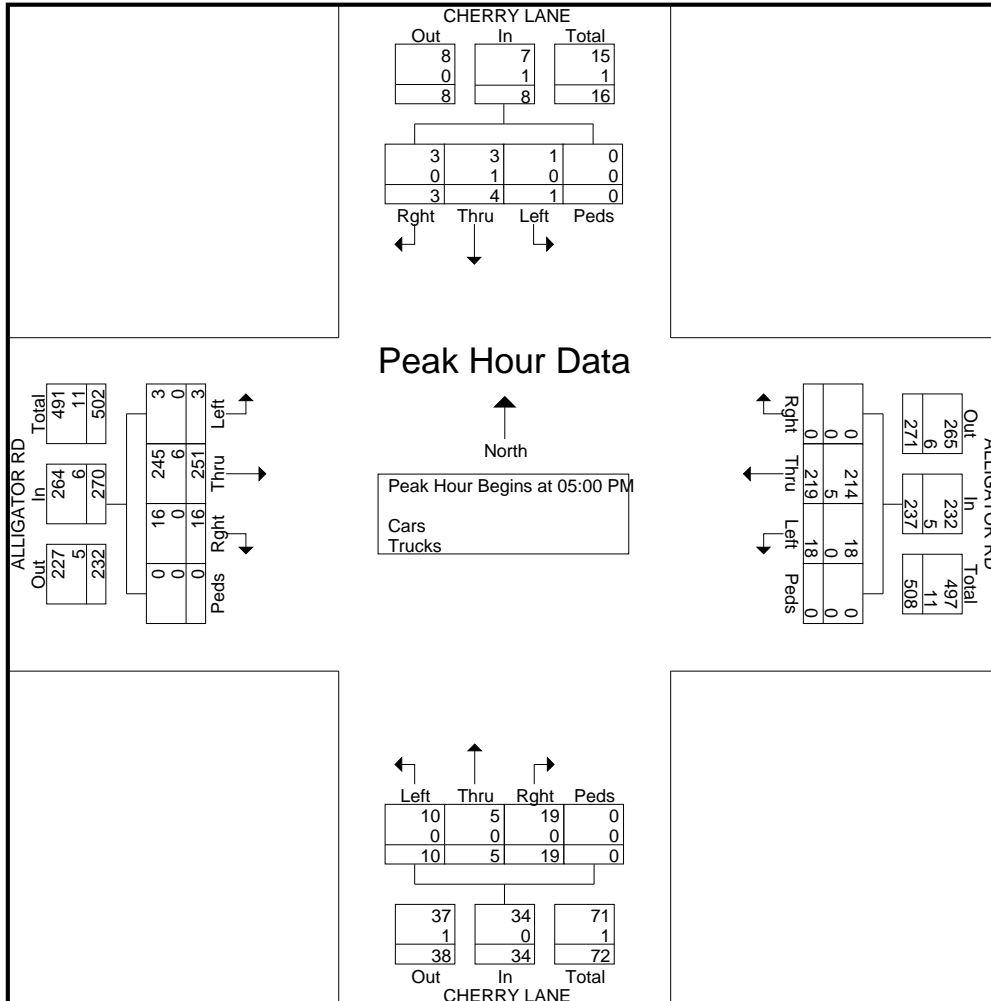 CHERRY LANE
Out In Total
8 7 15
0 1 1
8 8 16
3 3 1 0
0 1 0 0
3 4 1 0
Rght Thru Left Peds
Peak Hour Data
North
Peak Hour Begins at 05:00 PM
Cars
Trucks
ALLIGATOR RD
Total In Out
491 264 227
11 6 5
502 270 232
Left Thru Rght Peds
3 245 16 0
0 6 0 0
3 251 16 0
ALLIGATOR RD
Out In Total
265 232 497
6 5 11
271 237 508
Rght Thru Left Peds
0 214 18 0
0 5 0 0
0 219 18 0
Left Thru Rght Peds
10 5 19 0
0 0 0 0
10 5 19 0
37 34 71
1 0 1
38 34 72
Out In Total
CHERRY LANE